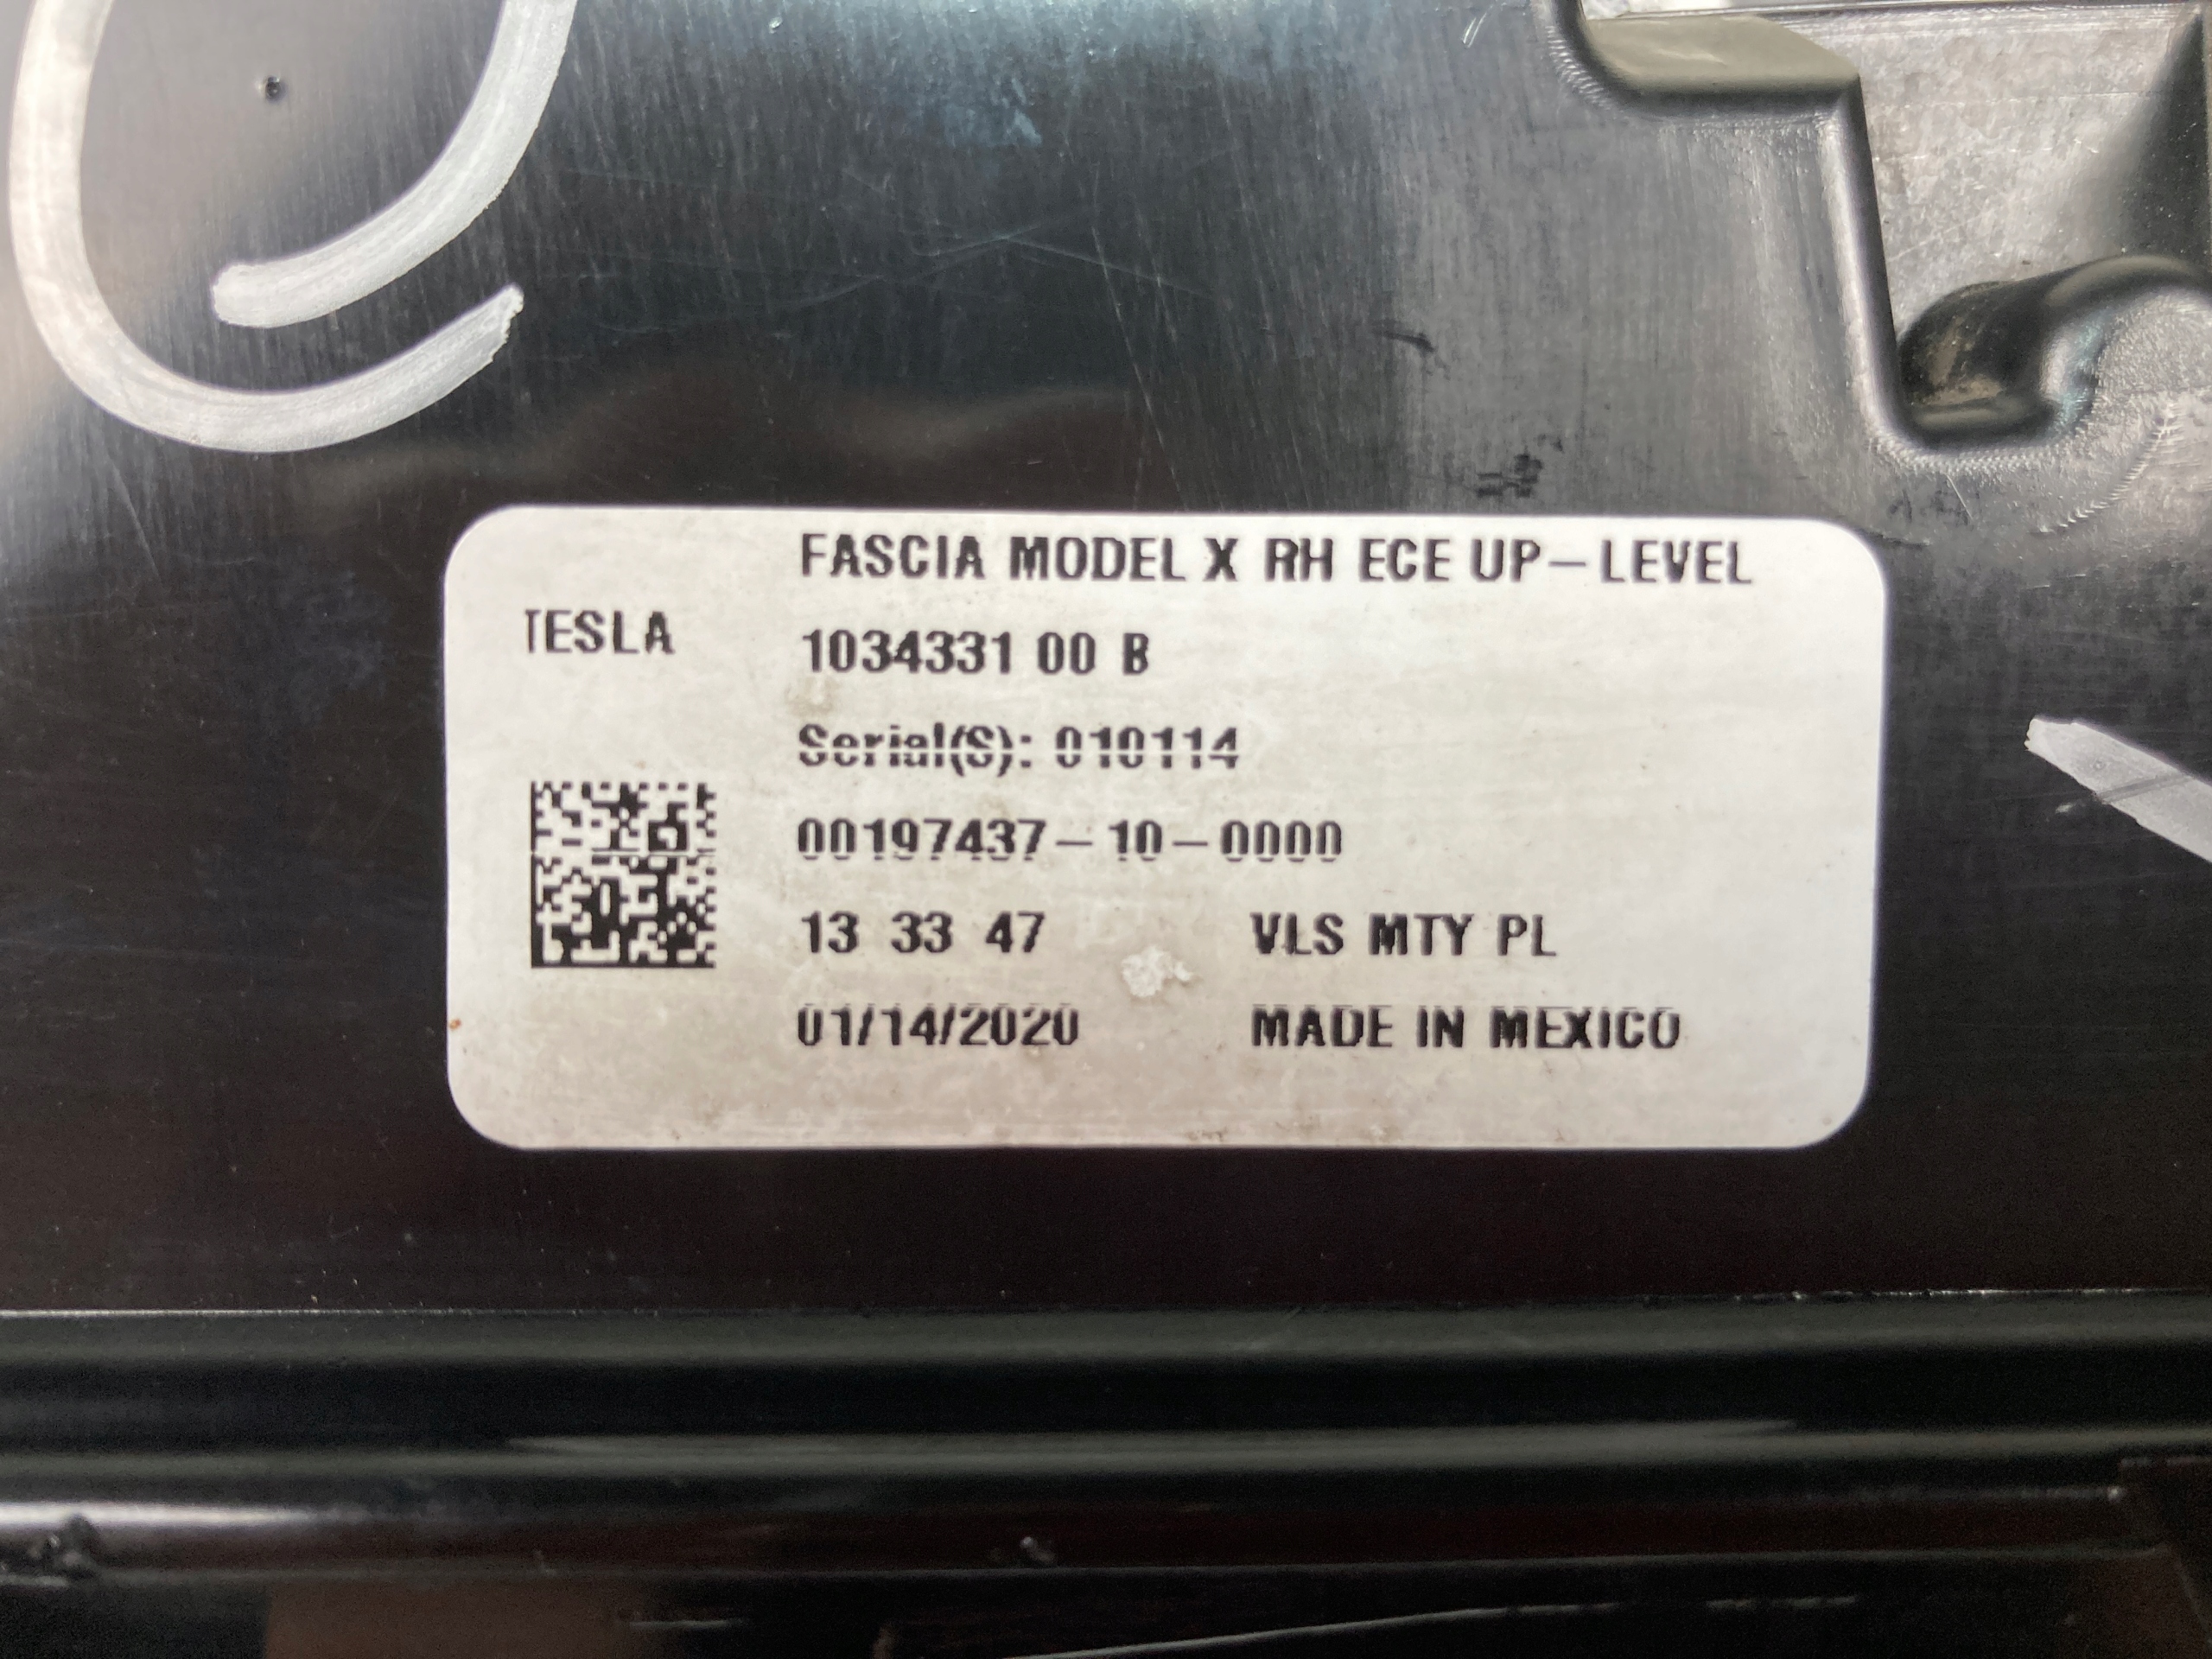 FASCIA MODEL X RH ECE UP-LEVEL
TESLA
1034331 00 B
Serial(S): 010114
00197437-10-0000
13 33 47 VLS MTY PL
01/14/2020 MADE IN MEXICO